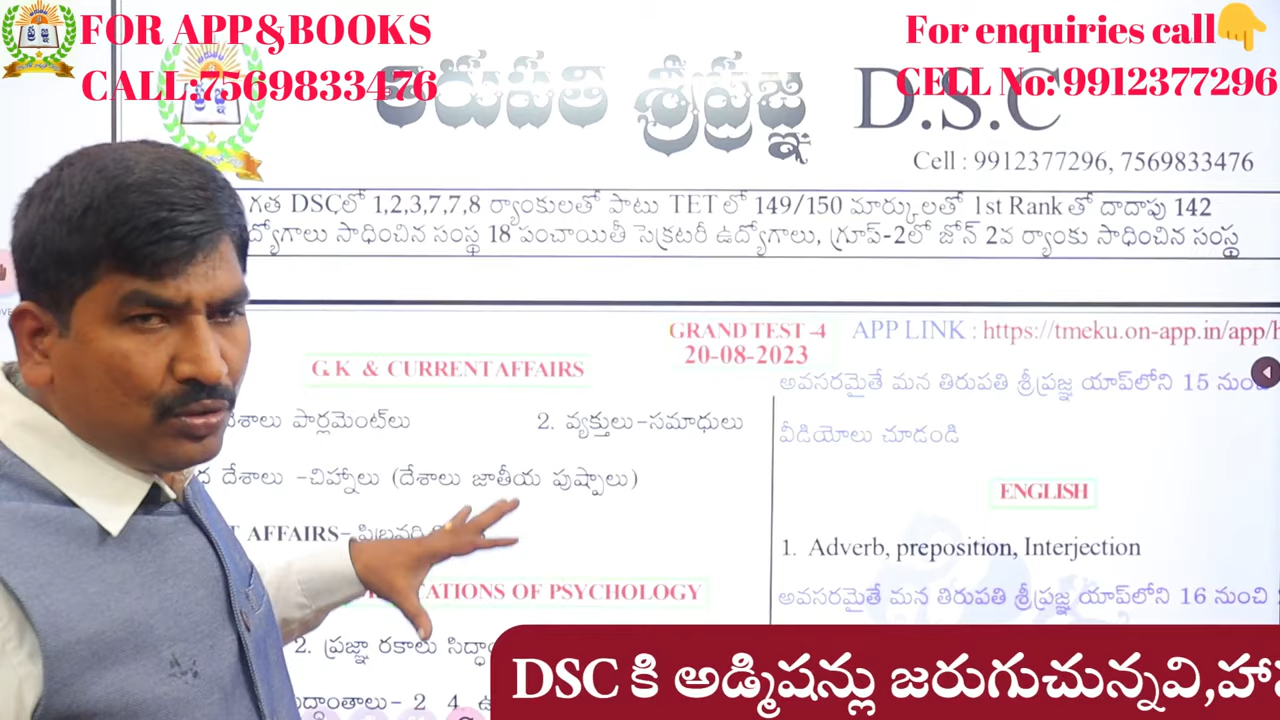 FOR APP&BOOKS
CALL:7569833476
For enquiries call
CELL No: 9912377296
తిరుపతి శ్రీప్రజ్ఞ D.S.C
Cell : 9912377296, 7569833476
గత DSCలో 1,2,3,7,7,8 ర్యాంకులతో పాటు TET లో 149/150 మార్కులతో 1st Rank తో దాదాపు 142
ద్యోగాలు సాధించిన సంస్థ 18 పంచాయితీ సెక్రటరీ ఉద్యోగాలు, గ్రూప్-2లో జోన్ 2వ ర్యాంకు సాధించిన సంస్థ
GRAND TEST -4
20-08-2023
APP LINK : https://tmeku.on-app.in/app/h
G.K & CURRENT AFFAIRS
దేశాలు పార్లమెంట్‌లు
2. వ్యక్తులు-సమాధులు
ద దేశాలు -చిహ్నాలు (దేశాలు జాతీయ పుష్పాలు)
AFFAIRS-
OF PSYCHOLOGY
2. ప్రజ్ఞా రకాలు
2 4
అవసరమైతే మన తిరుపతి శ్రీప్రజ్ఞ యాప్‌లోని 15 నుం
వీడియోలు చూడండి
ENGLISH
1. Adverb, preposition, Interjection
అవసరమైతే మన తిరుపతి శ్రీప్రజ్ఞ యాప్‌లోని 16 నుంచి
DSC కి అడ్మిషన్లు జరుగుచున్నవి,